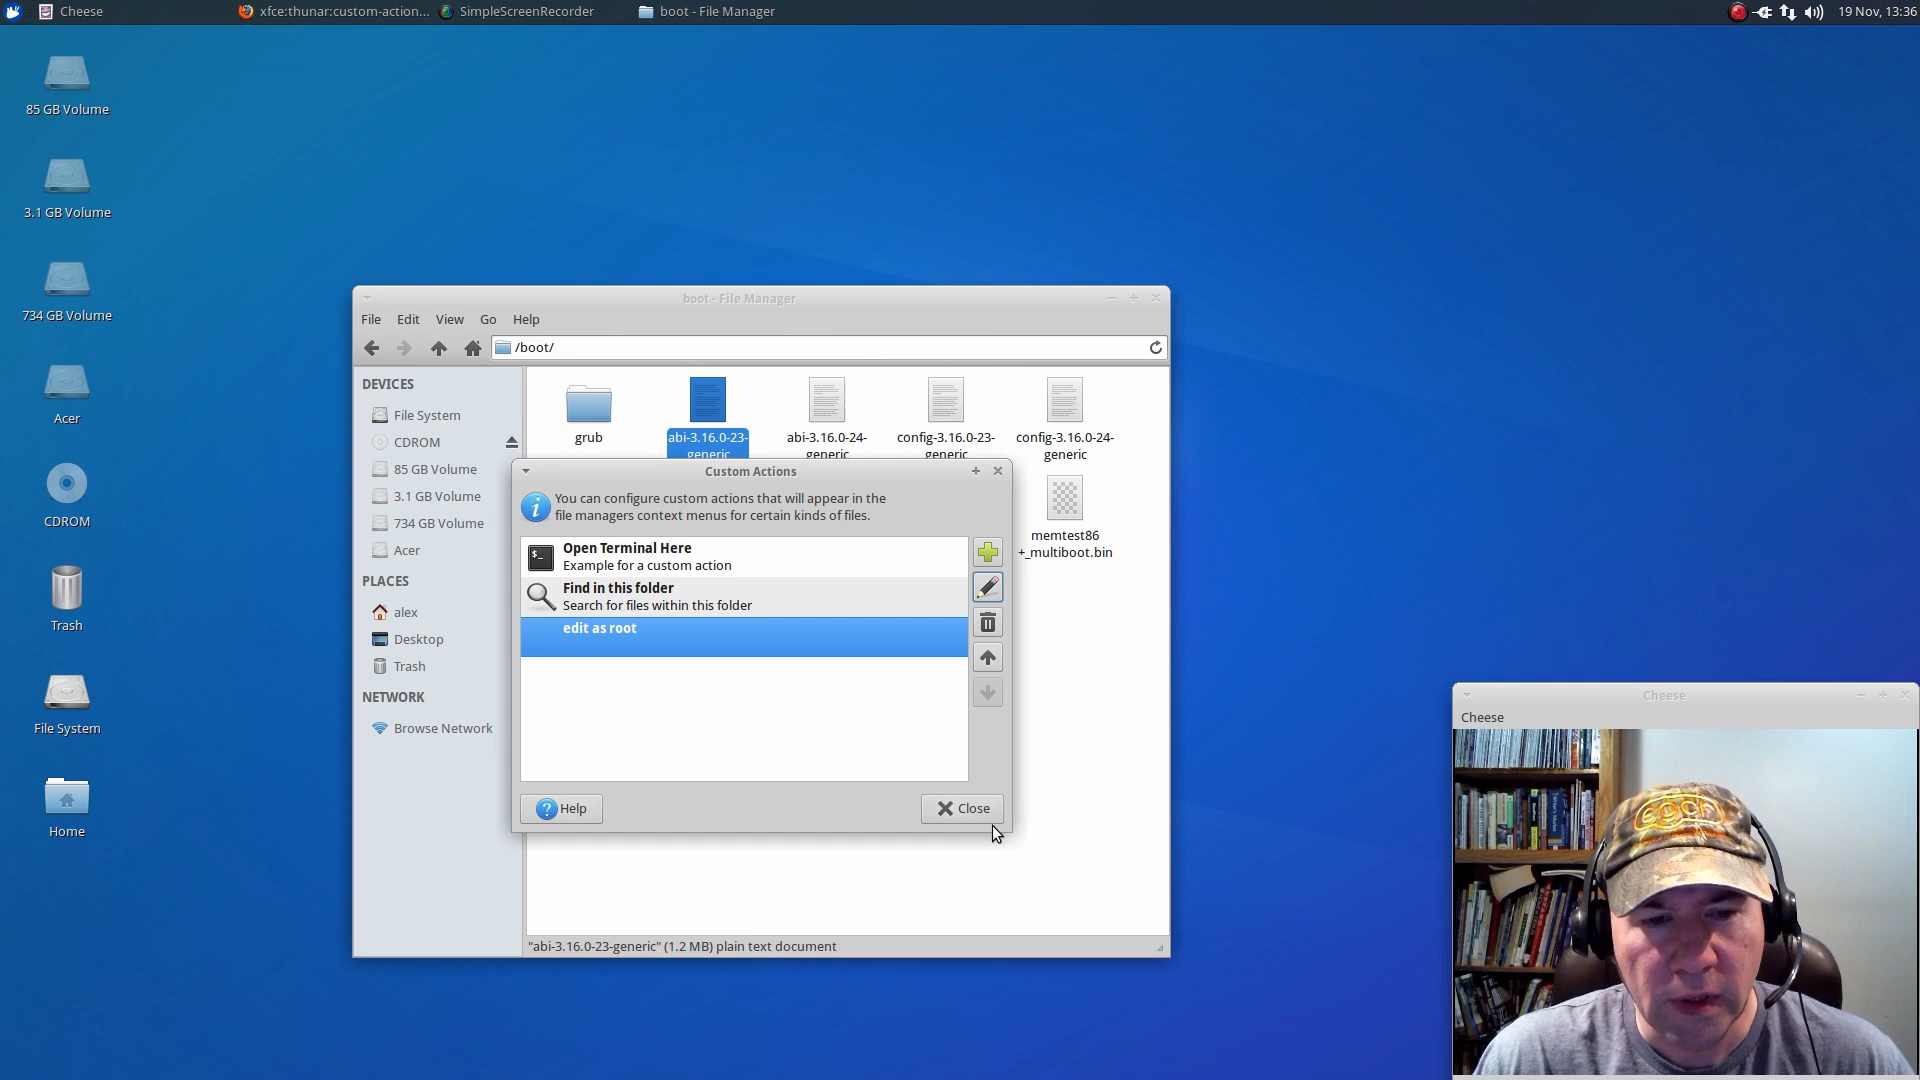 Cheese
xfce:thunar:custom-action...
SimpleScreenRecorder
boot - File Manager
19 Nov, 13:36
85 GB Volume
3.1 GB Volume
734 GB Volume
Acer
CDROM
Trash
File System
Home
boot - File Manager
File Edit View Go Help
/boot/
DEVICES
File System
CDROM
85 GB Volume
3.1 GB Volume
734 GB Volume
Acer
PLACES
alex
Desktop
Trash
NETWORK
Browse Network
grub
abi-3.16.0-23-
generic
abi-3.16.0-24-
generic
config-3.16.0-23-
generic
config-3.16.0-24-
generic
memtest86
+_multiboot.bin
"abi-3.16.0-23-generic" (1.2 MB) plain text document
Custom Actions
You can configure custom actions that will appear in the
file managers context menus for certain kinds of files.
Open Terminal Here
Example for a custom action
Find in this folder
Search for files within this folder
edit as root
Help
Close
Cheese
Cheese